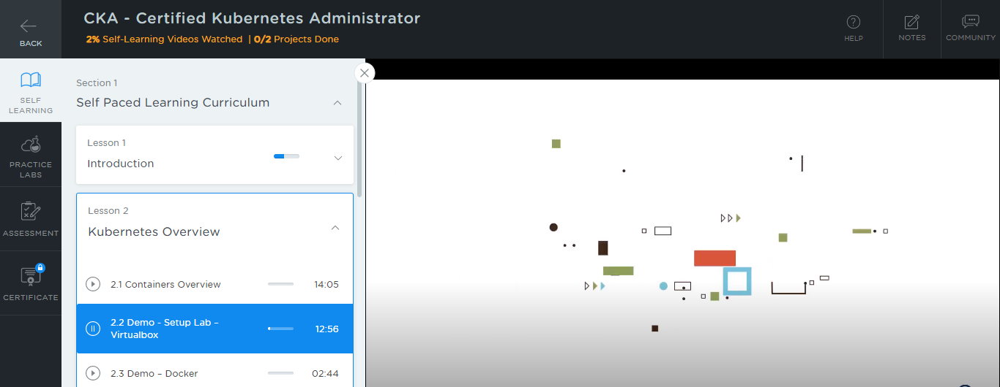 CKA - Certified Kubernetes Administrator
BACK
2% Self-Learning Videos Watched | 0/2 Projects Done
HELP
NOTES
COMMUNITY
SELF
LEARNING
PRACTICE
LABS
ASSESSMENT
CERTIFICATE
Section 1
Self Paced Learning Curriculum
Lesson 1
Introduction
Lesson 2
Kubernetes Overview
2.1 Containers Overview 14:05
2.2 Demo - Setup Lab –
Virtualbox 12:56
2.3 Demo – Docker 02:44